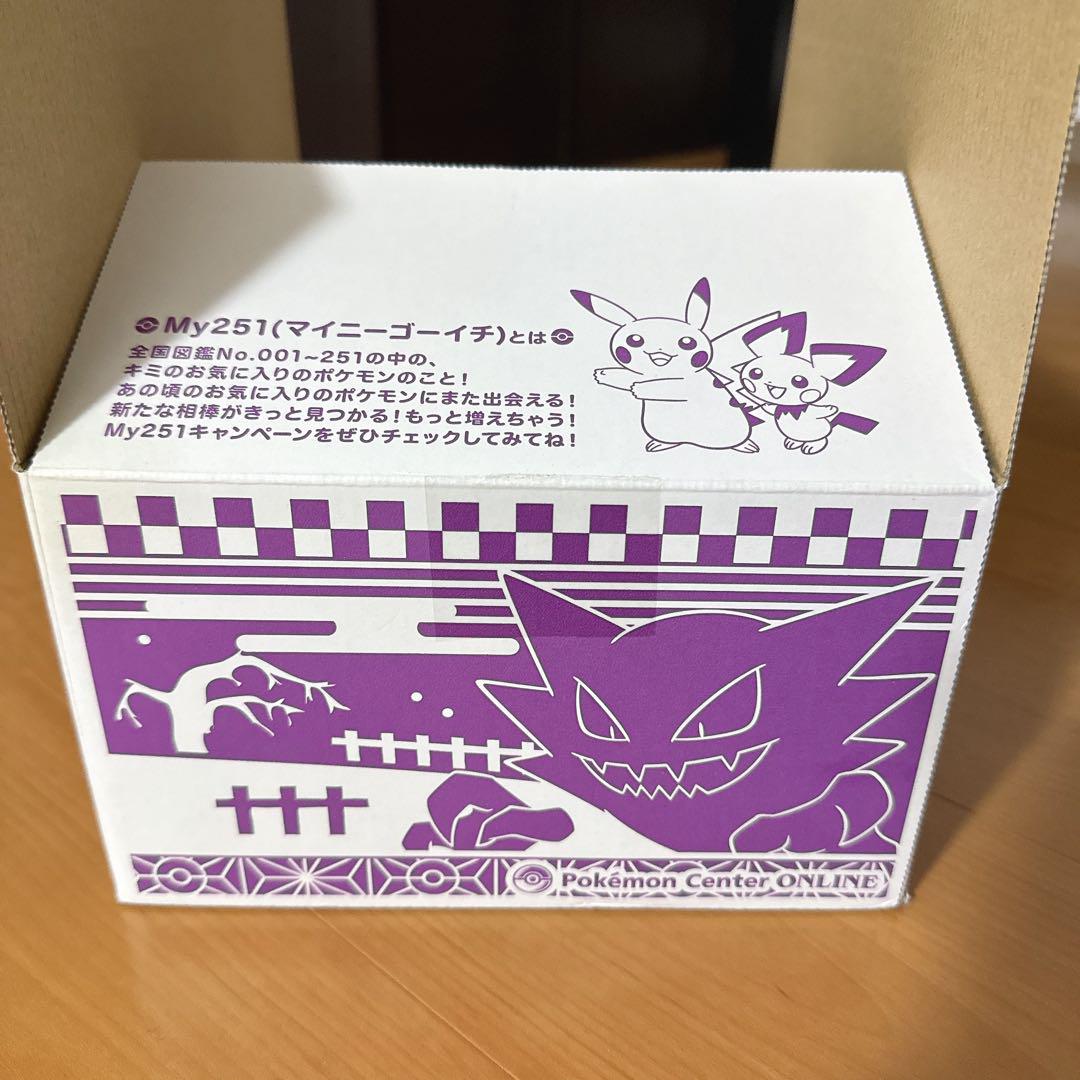 My251(マイニーゴーイチ)とは
全国図鑑No.001~251の中の、
キミのお気に入りのポケモンのこと!
あの頃のお気に入りのポケモンにまた出会える!
新たな相棒がきっと見つかる!もっと増えちゃう!
My251キャンペーンをぜひチェックしてみてね!
Pokémon Center ONLINE